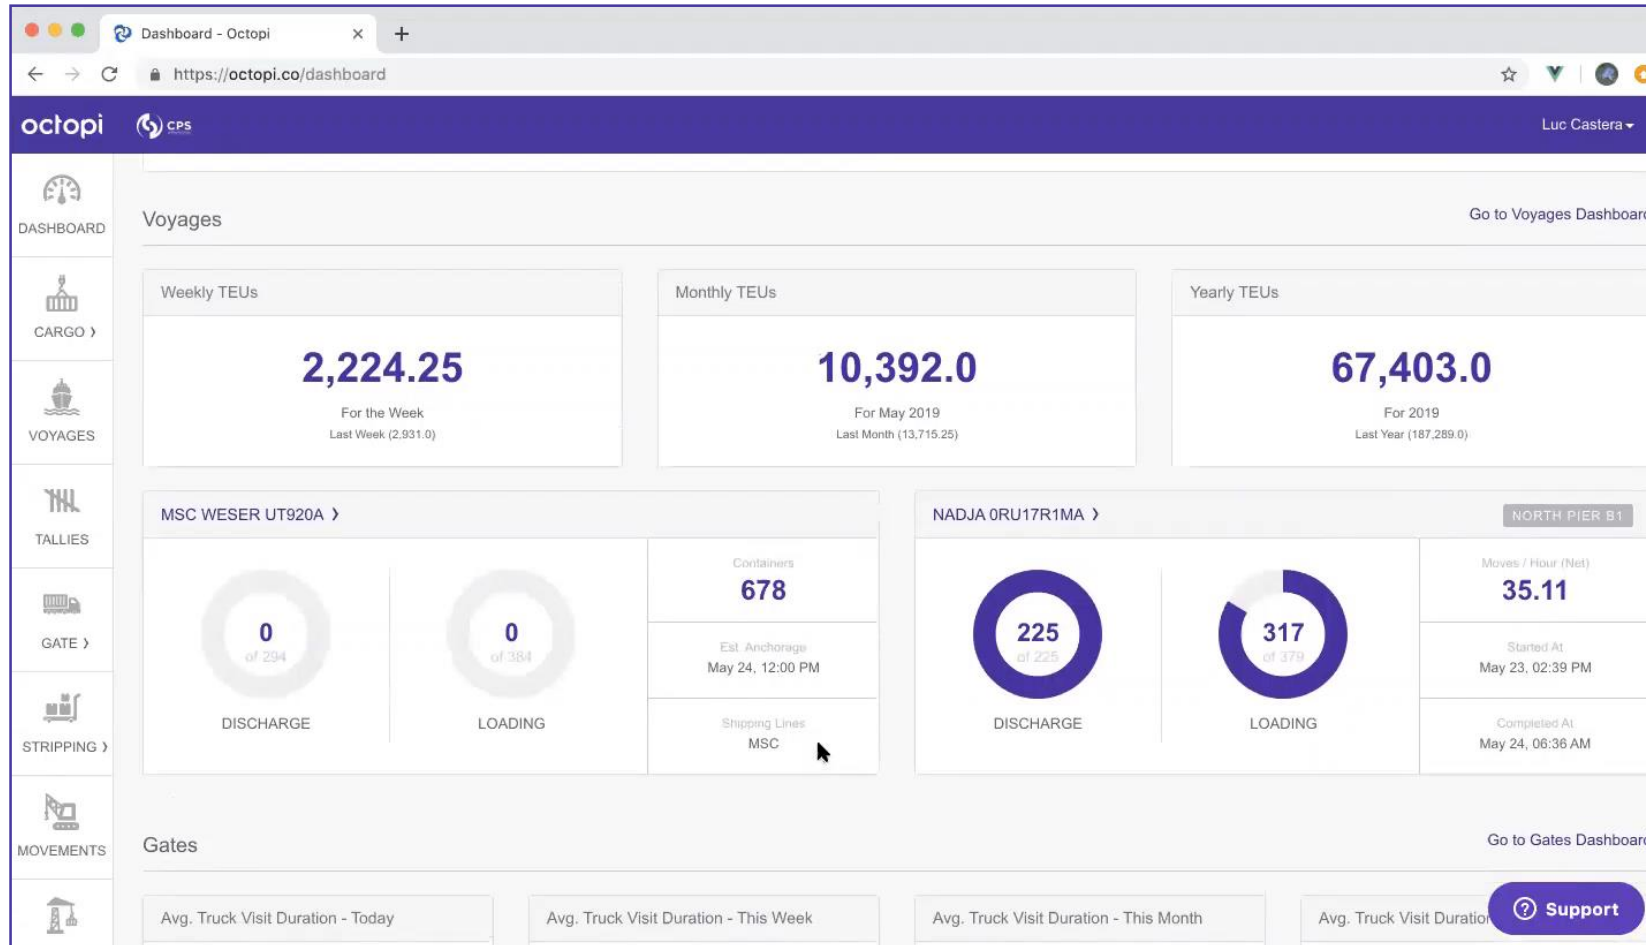 Dashboard - Octopi
https://octopi.co/dashboard
octopi CPS Luc Castera
DASHBOARD
CARGO
VOYAGES
TALLIES
GATE
STRIPPING
MOVEMENTS
Voyages Go to Voyages Dashboard
Weekly TEUs
2,224.25
For the Week
Last Week (2,931.0)
Monthly TEUs
10,392.0
For May 2019
Last Month (13,715.25)
Yearly TEUs
67,403.0
For 2019
Last Year (187,289.0)
MSC WESER UT920A
0
of 294
DISCHARGE
0
of 384
LOADING
Containers
678
Est. Anchorage
May 24, 12:00 PM
Shipping Lines
MSC
NADJA 0RU17R1MA NORTH PIER B1
225
of 225
DISCHARGE
317
of 379
LOADING
Moves / Hour (Net)
35.11
Started At
May 23, 02:39 PM
Completed At
May 24, 06:36 AM
Gates Go to Gates Dashboard
Avg. Truck Visit Duration - Today
Avg. Truck Visit Duration - This Week
Avg. Truck Visit Duration - This Month
Avg. Truck Visit Duration
Support